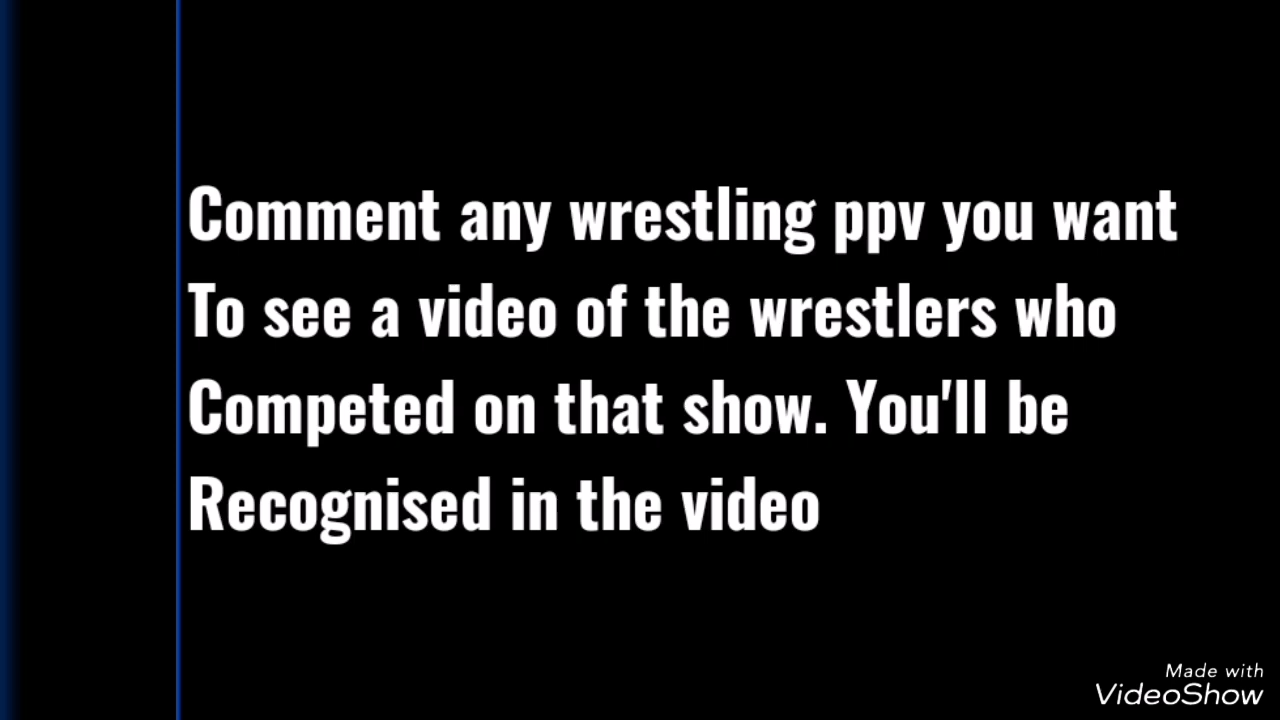 Comment any wrestling ppv you want
To see a video of the wrestlers who
Competed on that show. You'll be
Recognised in the video
Made with
VideoShow